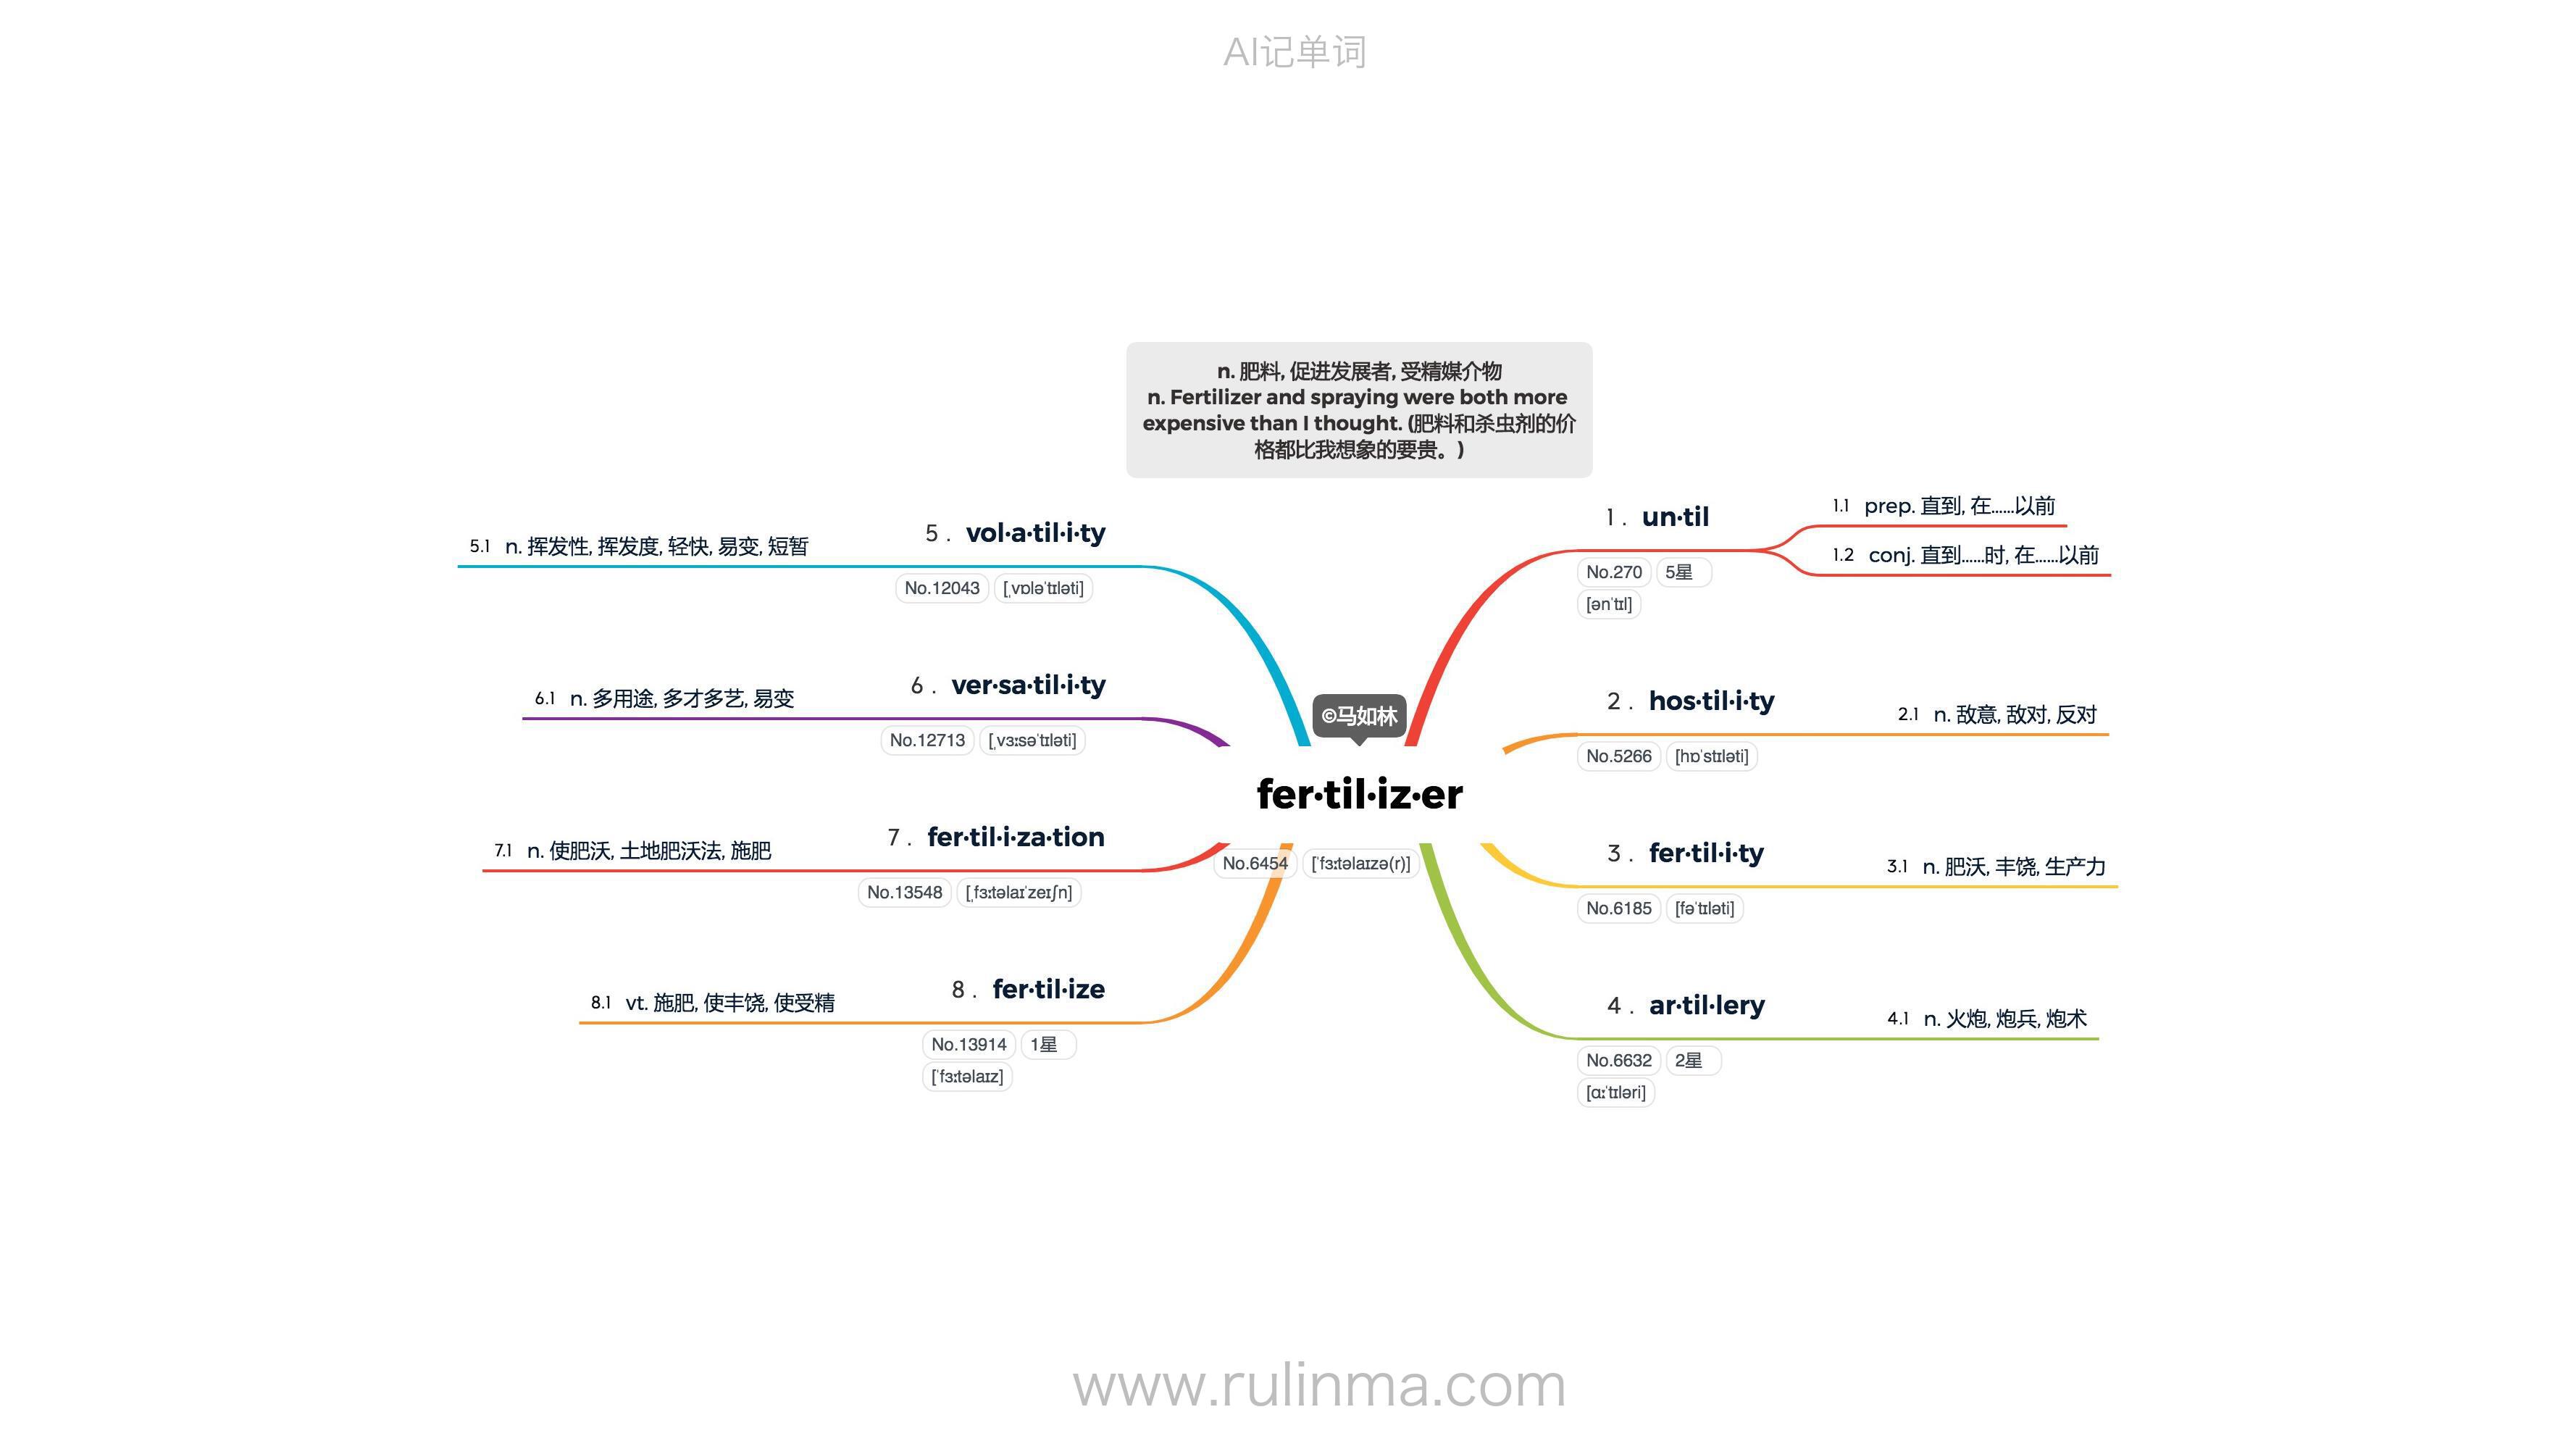 AI记单词
n. 肥料, 促进发展者, 受精媒介物
n. Fertilizer and spraying were both more
expensive than I thought. (肥料和杀虫剂的价
格都比我想象的要贵。)
©马如林
fer·til·iz·er
No.6454 [ˈfɜːtəlaɪzə(r)]
1 . un·til
No.270 5星
[ənˈtɪl]
1.1 prep. 直到, 在……以前
1.2 conj. 直到……时, 在……以前
2 . hos·til·i·ty
No.5266 [hɒˈstɪləti]
2.1 n. 敌意, 敌对, 反对
3 . fer·til·i·ty
No.6185 [fəˈtɪləti]
3.1 n. 肥沃, 丰饶, 生产力
4 . ar·til·lery
No.6632 2星
[ɑːˈtɪləri]
4.1 n. 火炮, 炮兵, 炮术
5 . vol·a·til·i·ty
No.12043 [ˌvɒləˈtɪləti]
5.1 n. 挥发性, 挥发度, 轻快, 易变, 短暂
6 . ver·sa·til·i·ty
No.12713 [ˌvɜːsəˈtɪləti]
6.1 n. 多用途, 多才多艺, 易变
7 . fer·til·i·za·tion
No.13548 [ˌfɜːtəlaɪˈzeɪʃn]
7.1 n. 使肥沃, 土地肥沃法, 施肥
8 . fer·til·ize
No.13914 1星
[ˈfɜːtəlaɪz]
8.1 vt. 施肥, 使丰饶, 使受精
www.rulinma.com